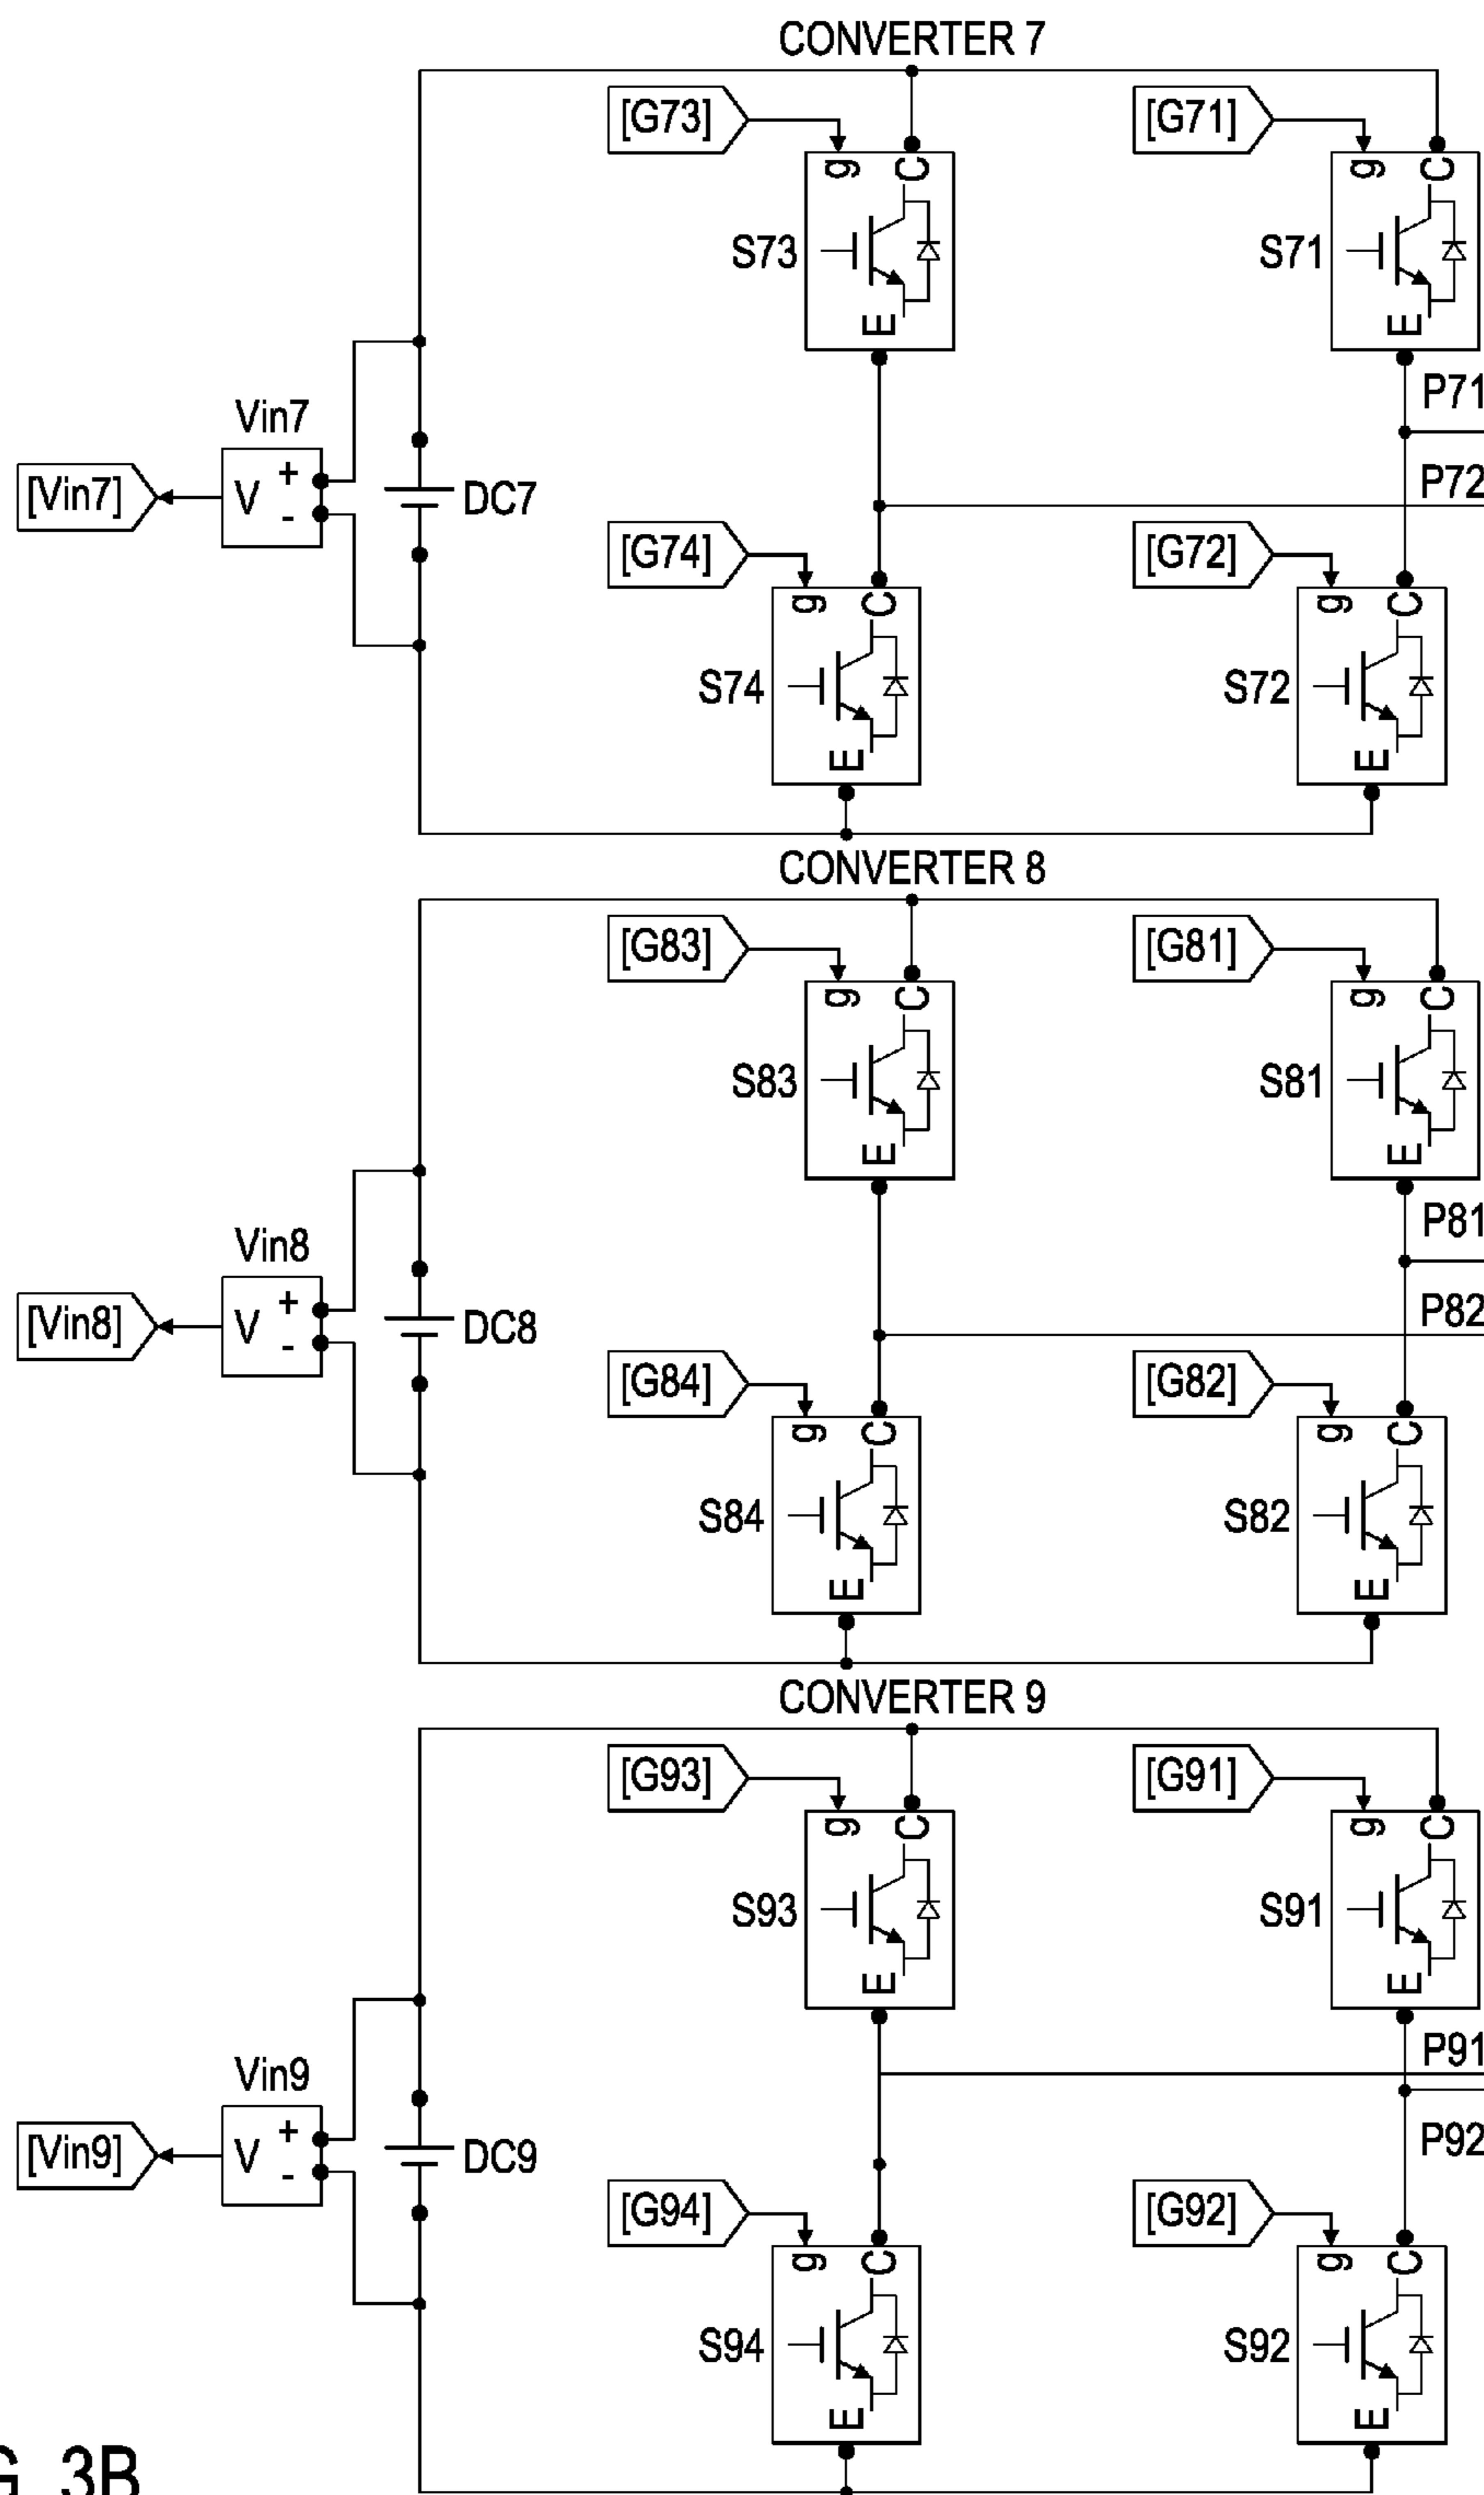 CONVERTER 7
[G73] [G71]
g C g C
S73 S71
E E
P71
Vin7
[Vin7] V + - DC7 P72
[G74] [G72]
g C g C
S74 S72
E E
CONVERTER 8
[G83] [G81]
g C g C
S83 S81
E E
P81
Vin8
[Vin8] V + - DC8 P82
[G84] [G82]
g C g C
S84 S82
E E
CONVERTER 9
[G93] [G91]
g C g C
S93 S91
E E
P91
Vin9
[Vin9] V + - DC9 P92
[G94] [G92]
g C g C
S94 S92
E E
G 3B